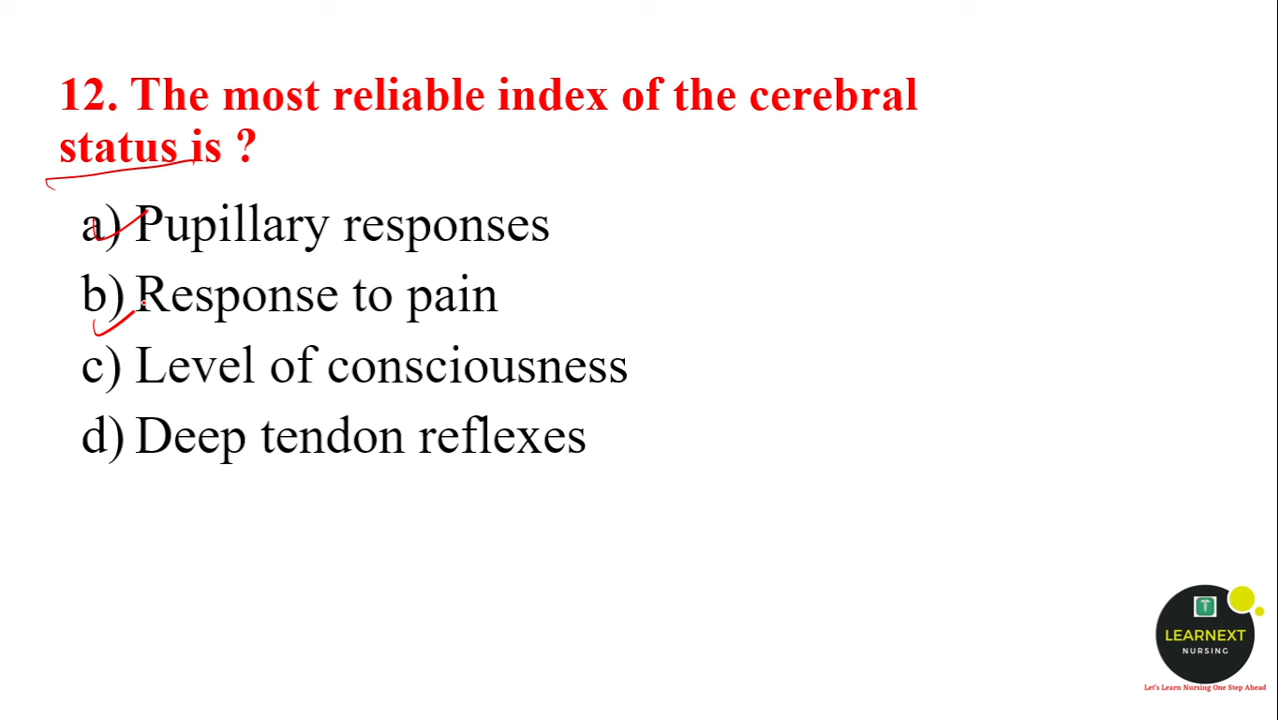 12. The most reliable index of the cerebral
status is ?
a) Pupillary responses
b) Response to pain
c) Level of consciousness
d) Deep tendon reflexes
LEARNEXT
NURSING
Let's Learn Nursing One Step Ahead